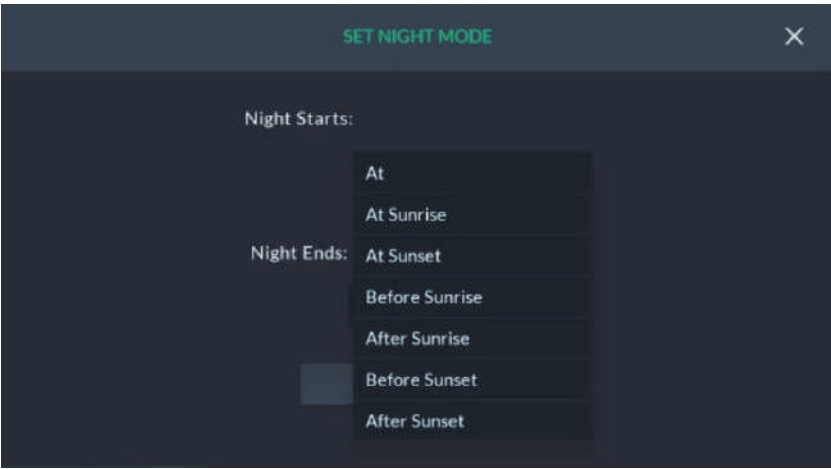 SET NIGHT MODE
Night Starts:
At
At Sunrise
Night Ends:
At Sunset
Before Sunrise
After Sunrise
Before Sunset
After Sunset